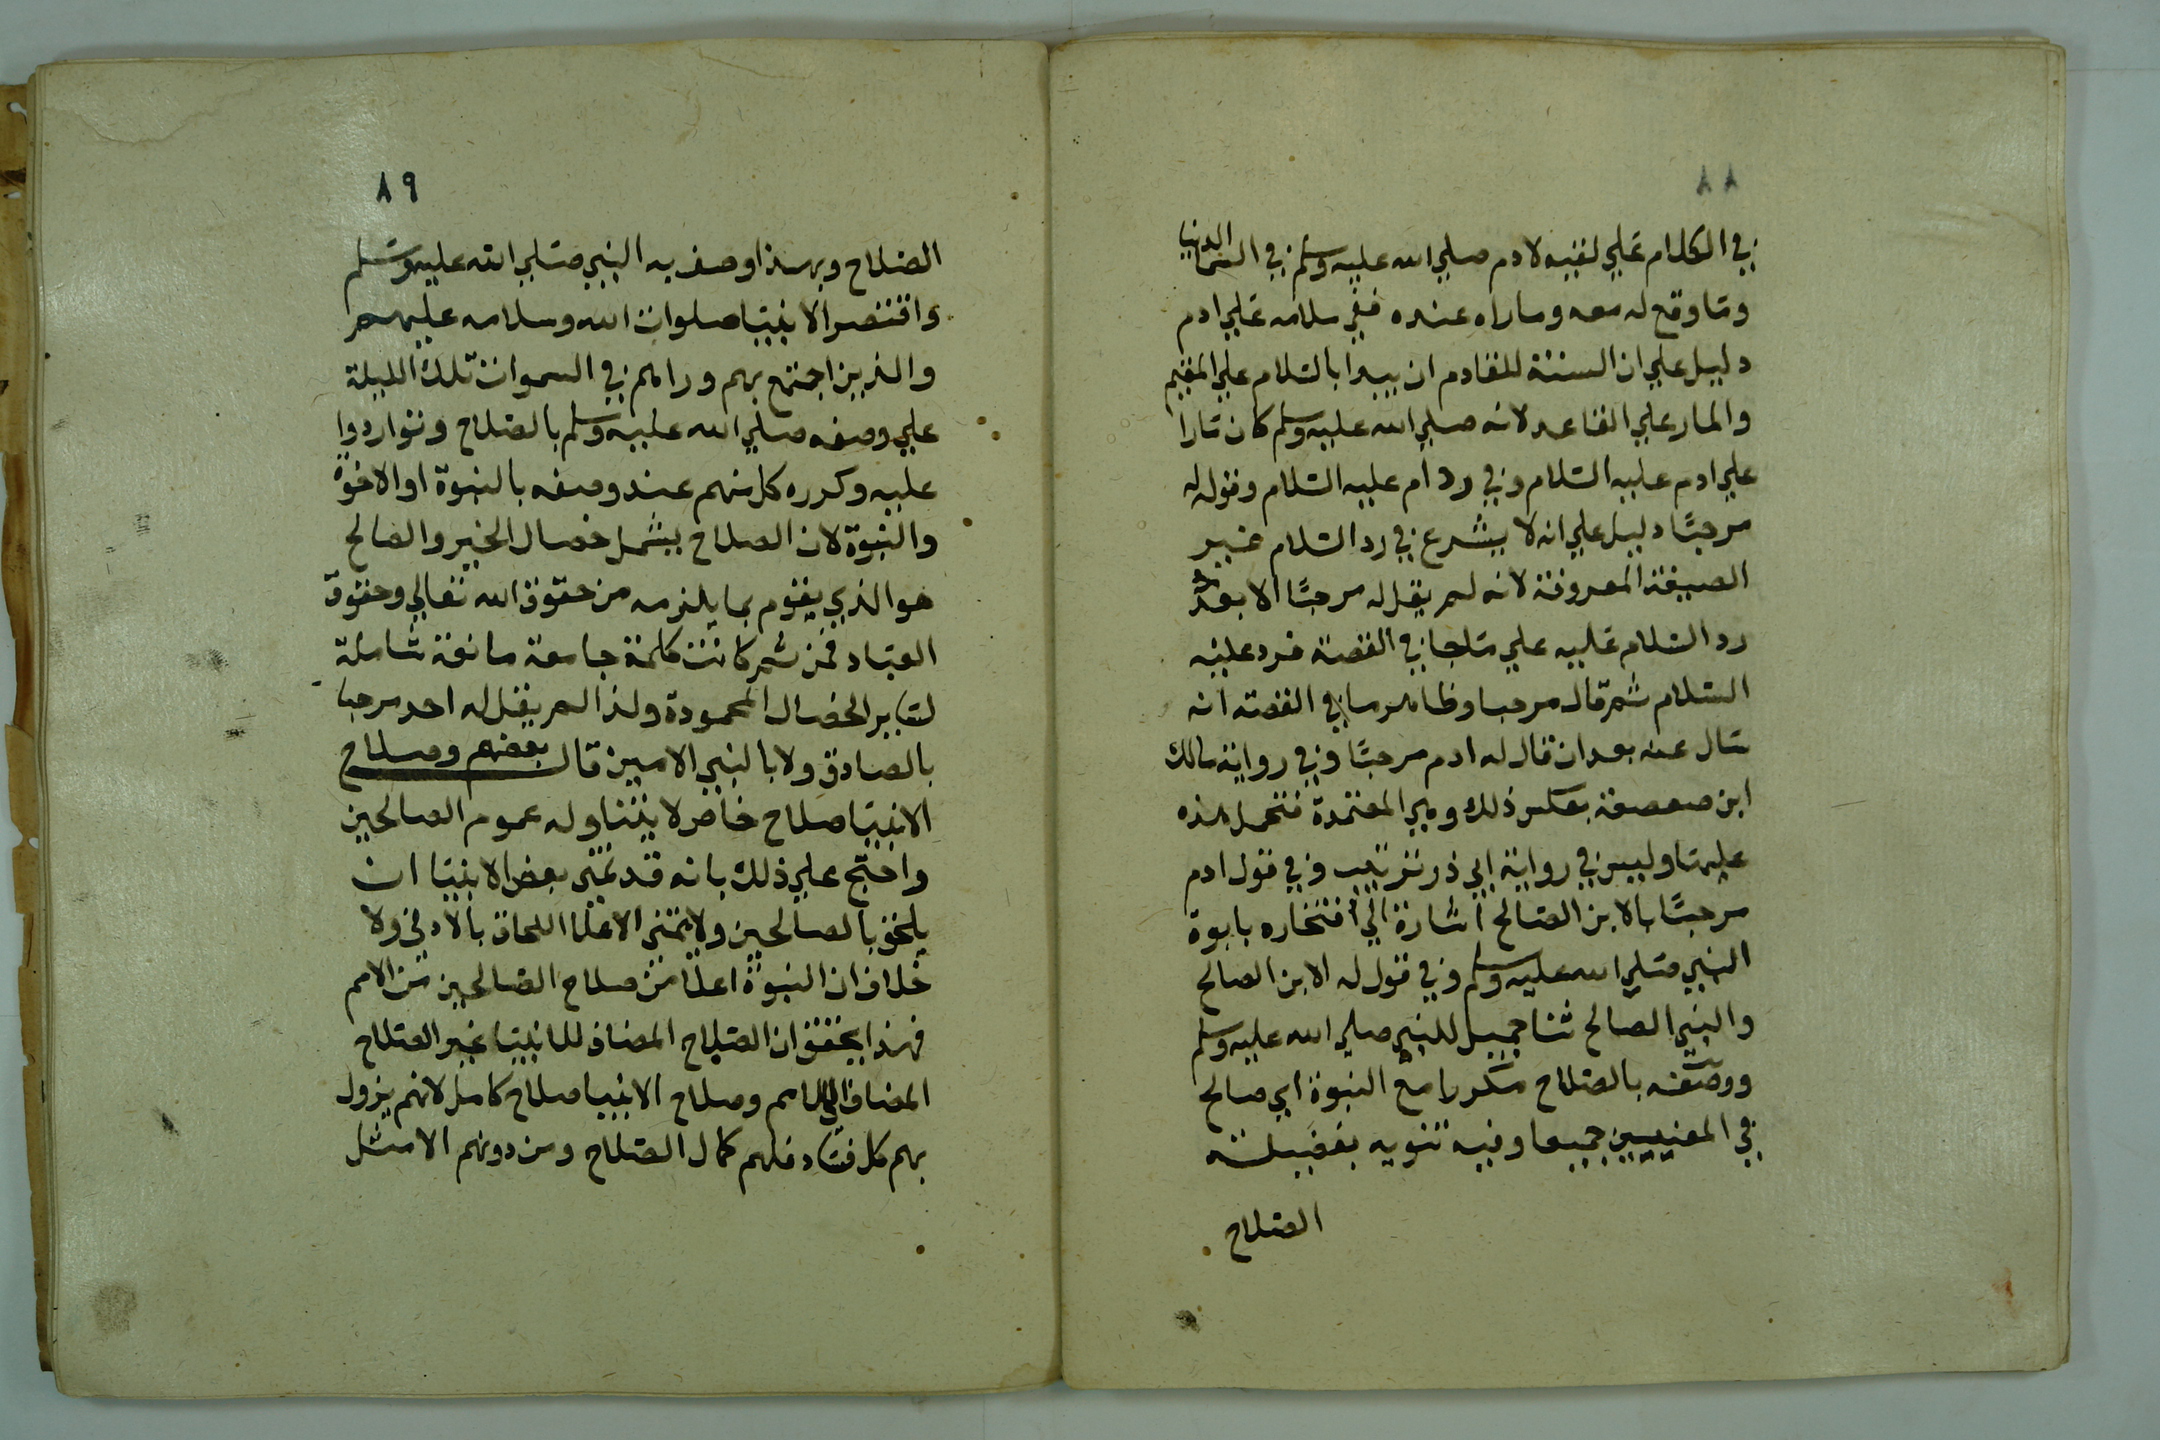 ٨٨
في الكلام علي لقيه لادم صلي الله عليه وسلم في السما الدنيا
وما وقع له معه وما راه عنده ففي سلامه علي ادم
دليل علي ان السنة للقادم ان يبدا بالسلام علي المقيم
والمار علي القاعد لانه صلي الله عليه وسلم كان مارا
علي ادم عليه السلام وفي رد ادم عليه السلام وقوله له
مرحبًا دليل علي انه لا يشرع في رد السلام غير
الصيغة المعروفة لانه لم يقل له مرحبًا الا بعد
رد السلام عليه علي ما جا في القصة فرد عليه
السلام ثم قال مرحبا وظاهر ما في القصة انه
سال عنه بعد ان قال له ادم مرحبًا وفي رواية مالك
ابن صعصعة بعكس ذلك وهي المعتمدة فتحمل هذه
عليها وليس في رواية ابي ذر ترتيب وفي قول ادم
مرحبًا بالابن الصالح اشارة الي افتخاره بابوة
النبي صلي الله عليه وسلم وفي قول له الابن الصالح
والنبي الصالح ثنا جميل للنبي صلي الله عليه وسلم
ووصفه بالصلاح مكررا مع النبوة اي صالح
في المعنيين جميعا وفيه تنويه بفضيلة
الصلاح
٨٩
الصلاح وبهذا وصف به النبي صلي الله عليه وسلم
واقتصر الانبيا صلوات الله وسلامه عليهم
والذين اجتمع بهم وراهم في السموات تلك الليلة
علي وصفه صلي الله عليه وسلم بالصلاح وتواردوا
عليه وكرره كل منهم عند وصفه بالنبوة او الاخوة
والنبوة لان الصلاح يشمل خصال الخير والصالح
هو الذي يقوم بما يلزمه من حقوق الله تعالي وحقوق
العباد فمن ثم كانت كلمة جامعة مانعة شاملة
لساير الخصال المحمودة ولذا لم يقل له احد مرحبا
بالصادق ولا بالنبي الامين قال بعضهم وصلاح
الانبيا صلاح خاص لا يتناوله عموم الصالحين
واحتج علي ذلك بانه قد تمني بعض الانبيا ان
يلحق بالصالحين ولا يتمني الاعلا اللحاق بالادني ولا
خلاف ان النبوة اعلا من صلاح الصالحين من الامم
فهذا يحقق ان الصلاح المضاف للانبيا غير الصلاح
المضاف الي الامم وصلاح الانبيا صلاح كامل لانهم يزول
بهم كل فساد فلهم كمال الصلاح ومن دونهم الامثل